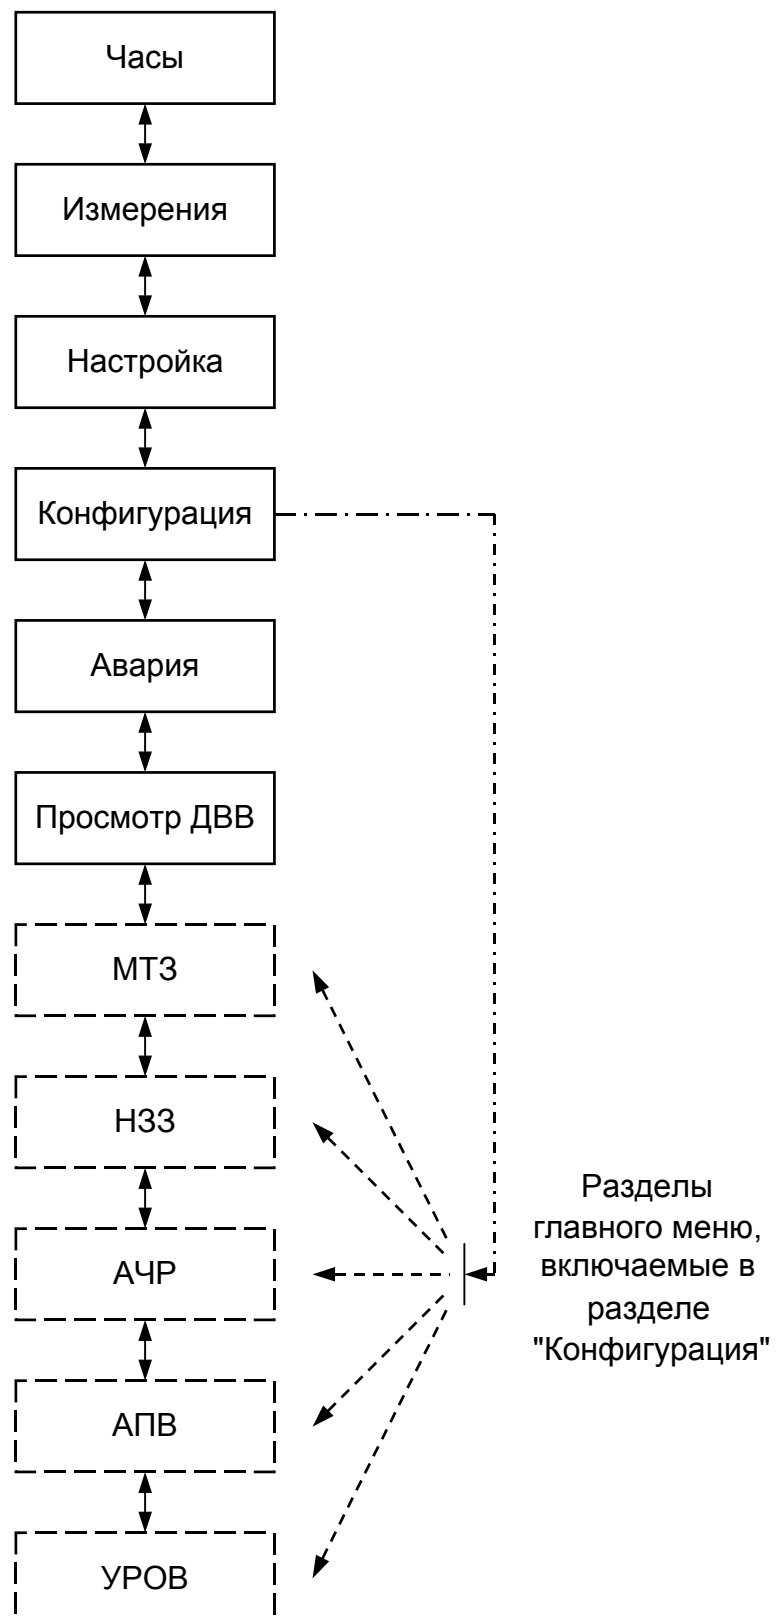 Часы
Измерения
Настройка
Конфигурация
Авария
Просмотр ДВВ
МТЗ
НЗЗ
АЧР
АПВ
УРОВ
Разделы
главного меню,
включаемые в
разделе
"Конфигурация"